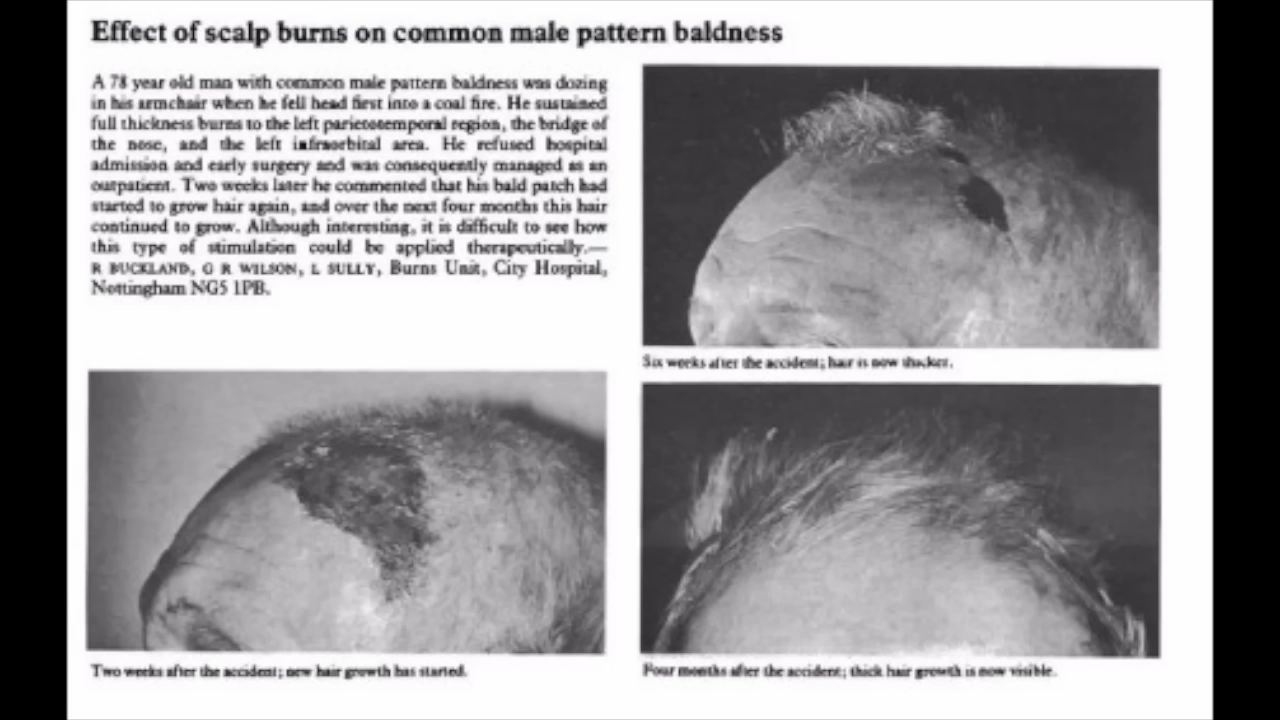 Effect of scalp burns on common male pattern baldness
A 78 year old man with common male pattern baldness was dozing
in his armchair when he fell head first into a coal fire. He sustained
full thickness burns to the left parietotemporal region, the bridge of
the nose, and the left infraorbital area. He refused hospital
admission and early surgery and was consequently managed as an
outpatient. Two weeks later he commented that his bald patch had
started to grow hair again, and over the next four months this hair
continued to grow. Although interesting, it is difficult to see how
this type of stimulation could be applied therapeutically.—
R BUCKLAND, G R WILSON, L SULLY, Burns Unit, City Hospital,
Nottingham NG5 1PB.
Six weeks after the accident; hair is now thicker.
Two weeks after the accident; new hair growth has started.
Four months after the accident; thick hair growth is now visible.